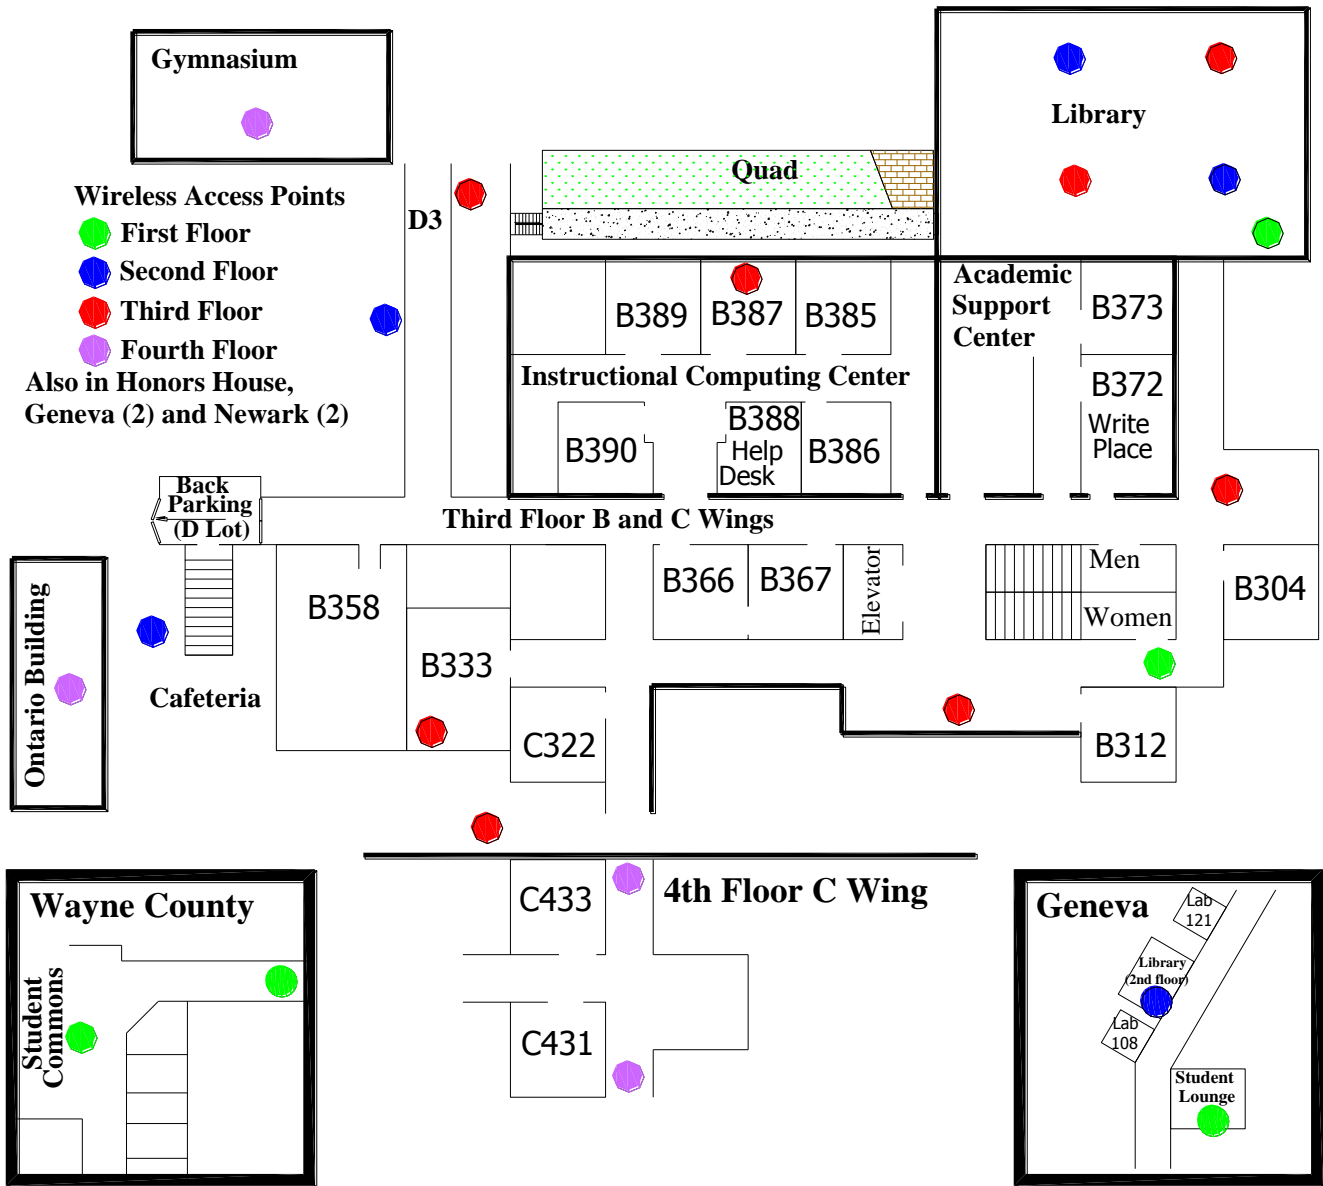 Gymnasium
Library
Quad
Wireless Access Points
First Floor
Second Floor
Third Floor
Fourth Floor
Also in Honors House,
Geneva (2) and Newark (2)
D3
B389
B387
B385
Academic
Support
Center
B373
Instructional Computing Center
B372
Write
Place
B390
B388
Help
Desk
B386
Back
Parking
(D Lot)
Third Floor B and C Wings
Ontario Building
B358
B366
B367
Elevator
Men
Women
B304
B333
Cafeteria
C322
B312
C433
4th Floor C Wing
C431
Wayne County
Student
Commons
Geneva
Lab
121
Library
(2nd floor)
Lab
108
Student
Lounge